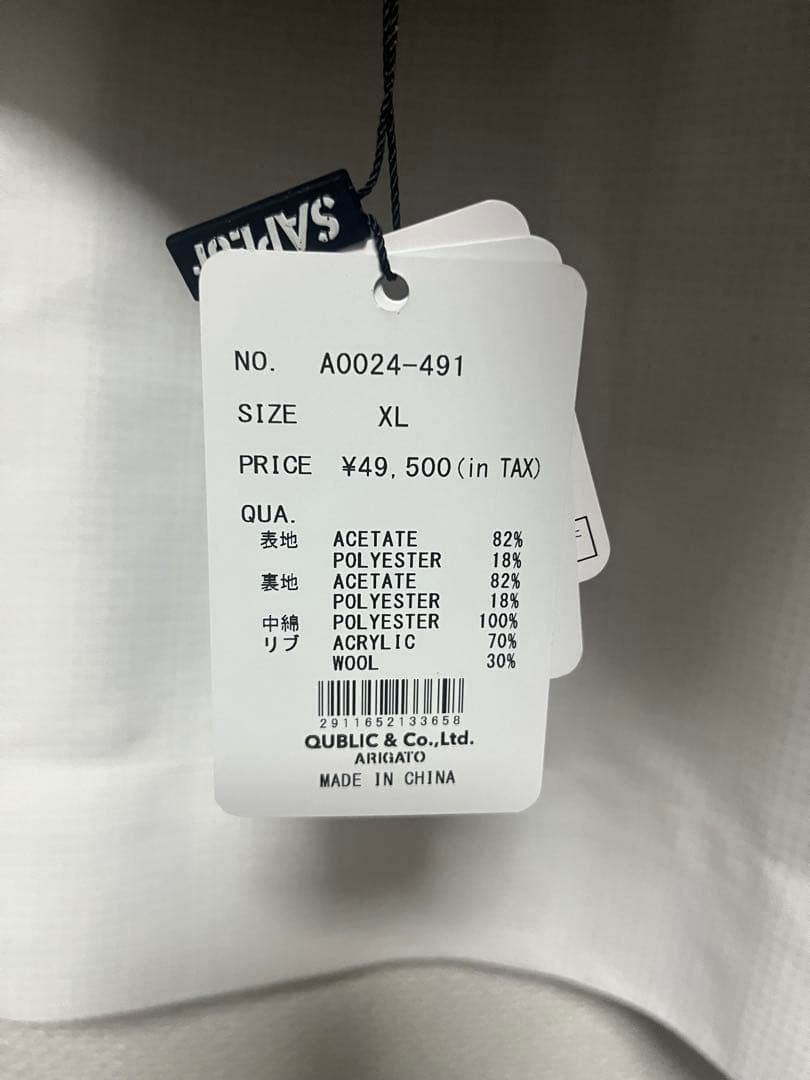 NO. A0024-491
SIZE XL
PRICE ¥49,500(in TAX)
QUA.
表地 ACETATE 82%
POLYESTER 18%
裏地 ACETATE 82%
POLYESTER 18%
中綿 POLYESTER 100%
リブ ACRYLIC 70%
WOOL 30%
2911652133658
QUBLIC & Co.,Ltd.
ARIGATO
MADE IN CHINA